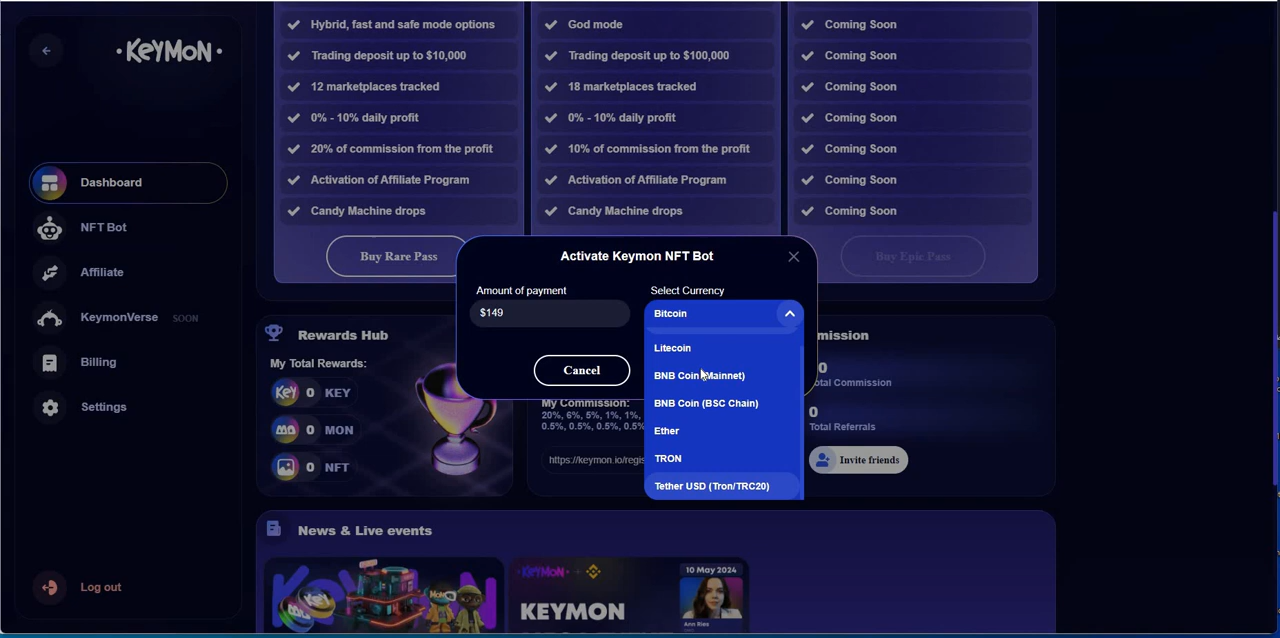 KEYMON
Dashboard
NFT Bot
Affiliate
KeymonVerse SOON
Billing
Settings
Log out
Hybrid, fast and safe mode options
Trading deposit up to $10,000
12 marketplaces tracked
0% - 10% daily profit
20% of commission from the profit
Activation of Affiliate Program
Candy Machine drops
Buy Rare Pass
God mode
Trading deposit up to $100,000
18 marketplaces tracked
0% - 10% daily profit
10% of commission from the profit
Activation of Affiliate Program
Candy Machine drops
Coming Soon
Coming Soon
Coming Soon
Coming Soon
Coming Soon
Coming Soon
Coming Soon
Buy Epic Pass
Activate Keymon NFT Bot
Amount of payment
$149
Cancel
Select Currency
Bitcoin
Litecoin
BNB Coin (Mainnet)
BNB Coin (BSC Chain)
Ether
TRON
Tether USD (Tron/TRC20)
Rewards Hub
My Total Rewards:
KEY 0 KEY
0 MON
0 NFT
My Commission:
20%, 6%, 5%, 1%, 1%,
0.5%, 0.5%, 0.5%, 0.5%
https://keymon.io/regis
mission
0
otal Commission
0
Total Referrals
Invite friends
News & Live events
KEYMON
10 May 2024
KEYMON
Ann Riex